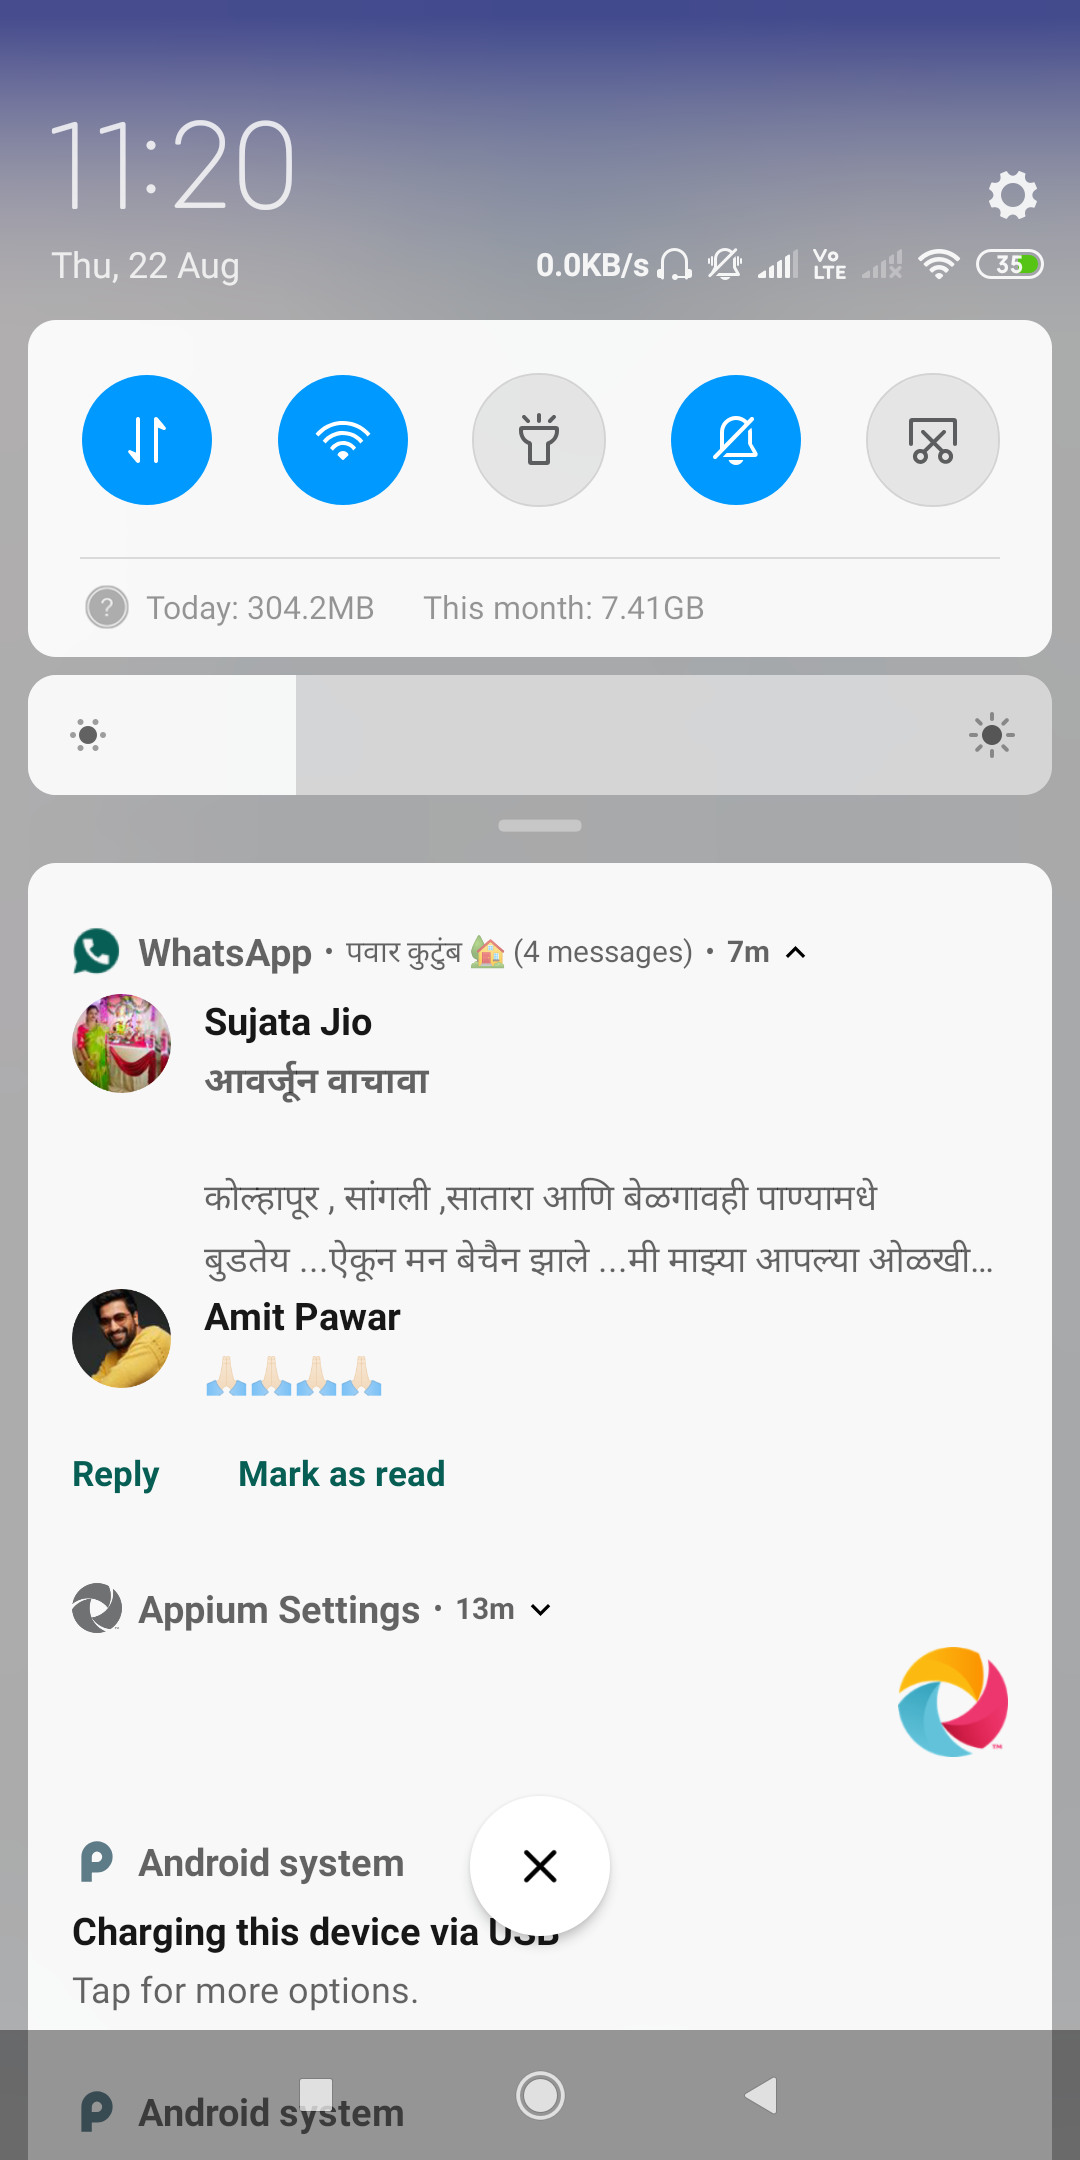 11:20
Thu, 22 Aug
0.0KB/s Vo LTE 35
Today: 304.2MB This month: 7.41GB
WhatsApp • पवार कुटुंब 🏡 (4 messages) • 7m
Sujata Jio
आवर्जून वाचावा
कोल्हापूर , सांगली ,सातारा आणि बेळगावही पाण्यामधे
बुडतेय ...ऐकून मन बेचैन झाले ...मी माझ्या आपल्या ओळखी...
Amit Pawar
🙏🏻🙏🏻🙏🏻🙏🏻
Reply Mark as read
Appium Settings • 13m
Android system
Charging this device via USB
Tap for more options.
Android system